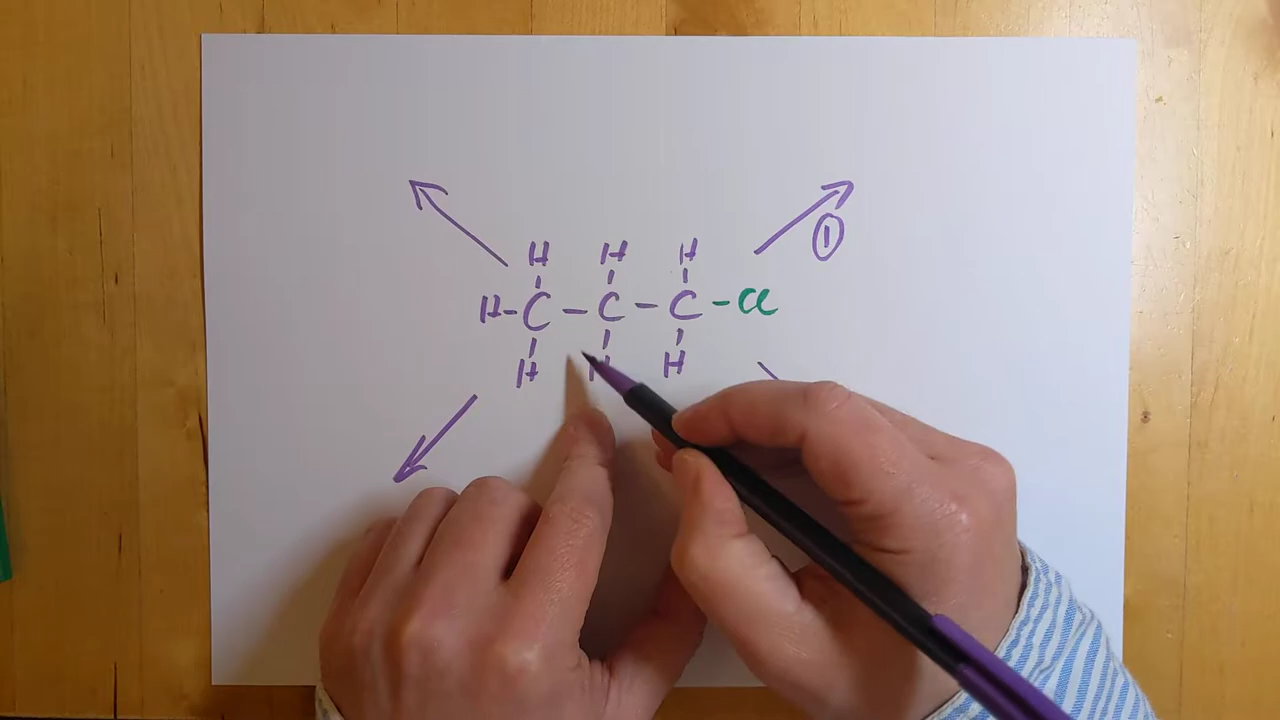 ①
H H H
H-C-C-C-Cl
H H H